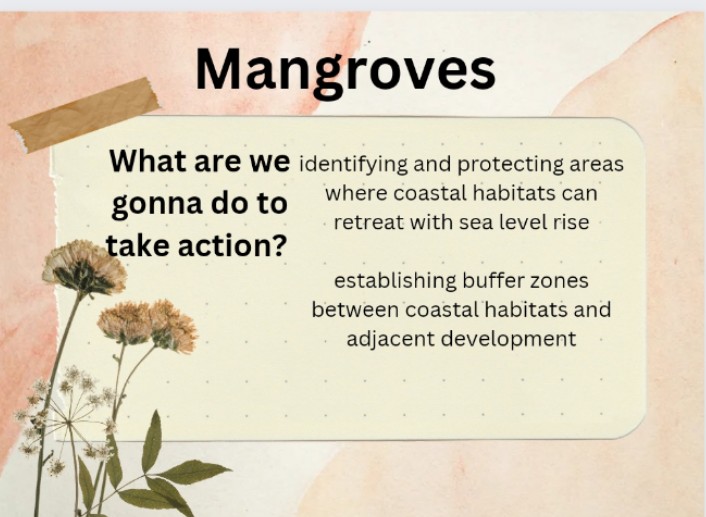 Mangroves
What are we
gonna do to
take action?
identifying and protecting areas
where coastal habitats can
retreat with sea level rise
establishing buffer zones
between coastal habitats and
adjacent development